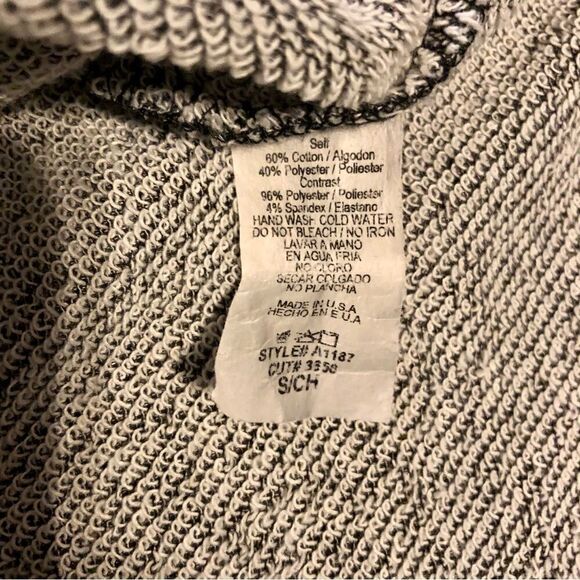 Self
60% Cotton / Algodon
40% Polyester / Poliester
Contrast
96% Polyester / Poliester
4% Spandex / Elastano
HAND WASH COLD WATER
DO NOT BLEACH / NO IRON
LAVAR A MANO
EN AGUA FRIA
NO CLORO
SECAR COLGADO
NO PLANCHA
MADE IN U.S.A
HECHO EN E.U.A
STYLE# A1187
CUT# 3358
S/CH